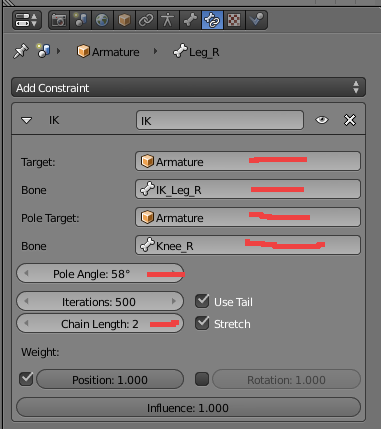 Armature Leg_R
Add Constraint
IK IK
Target: Armature
Bone IK_Leg_R
Pole Target: Armature
Bone Knee_R
Pole Angle: 58°
Iterations: 500 Use Tail
Chain Length: 2 Stretch
Weight:
Position: 1.000 Rotation: 1.000
Influence: 1.000